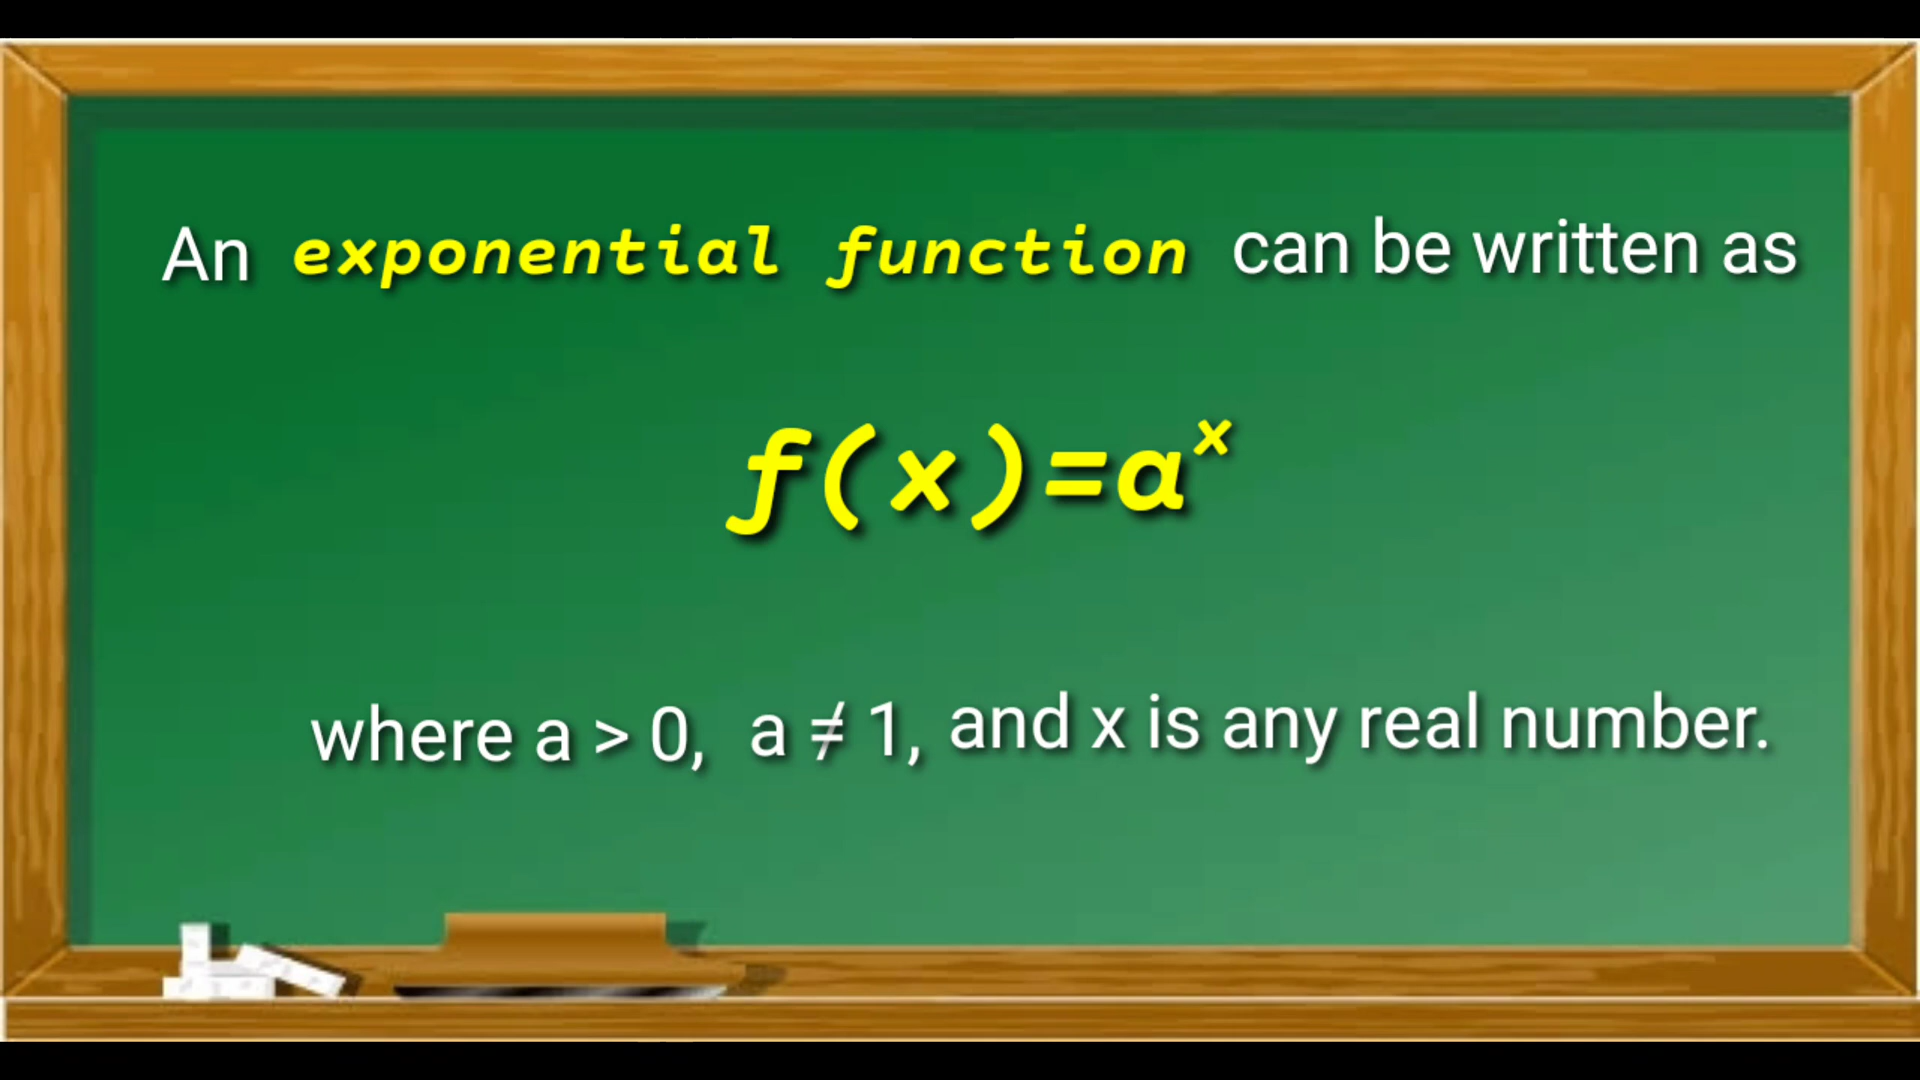 An exponential function can be written as
f(x)=aˣ
where a > 0, a ≠ 1, and x is any real number.